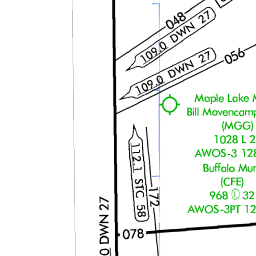 048
109.0 DWN 27
056
109.0 DWN 27
Maple Lake M
Bill Mavencamp
(MGG)
1028 L 2
AWOS-3 128
Buffalo Mun
(CFE)
968 L 32
AWOS-3PT 12
112.1 STC 58
172
0 DWN 27
078